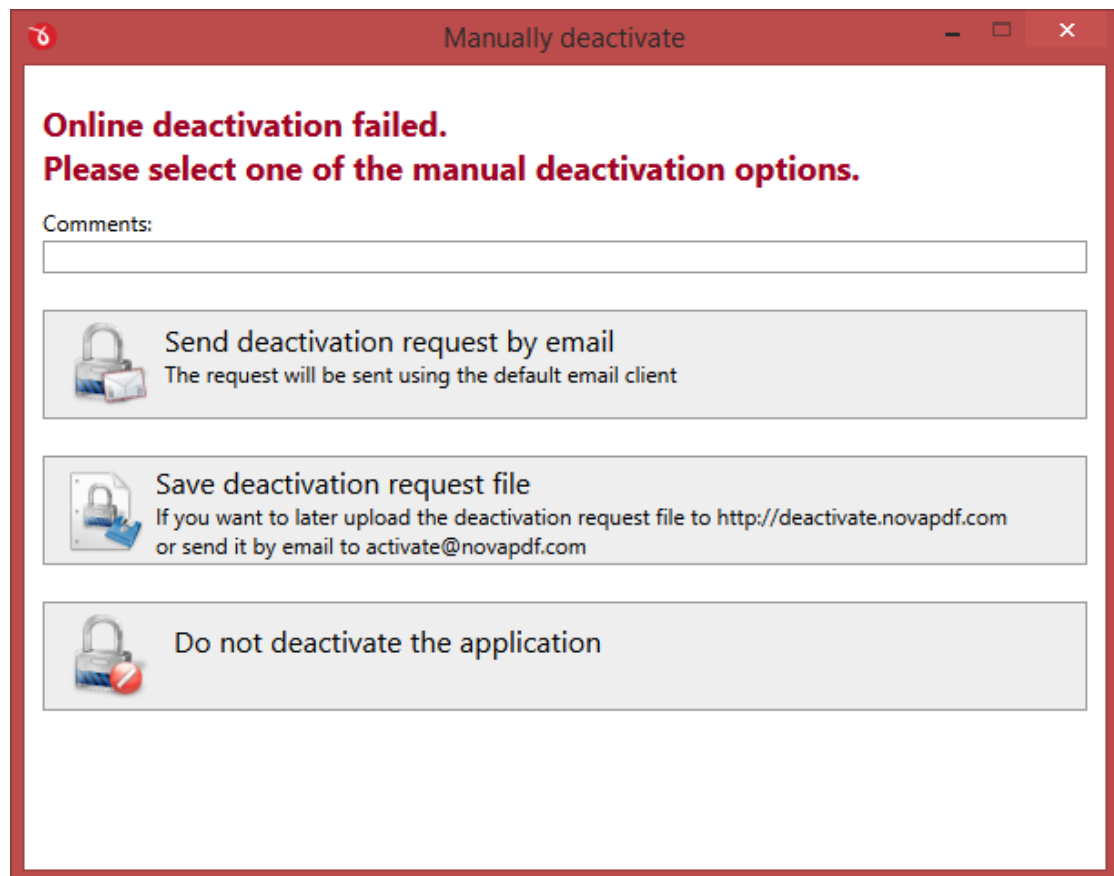 Manually deactivate
Online deactivation failed.
Please select one of the manual deactivation options.
Comments:
Send deactivation request by email
The request will be sent using the default email client
Save deactivation request file
If you want to later upload the deactivation request file to http://deactivate.novapdf.com
or send it by email to activate@novapdf.com
Do not deactivate the application